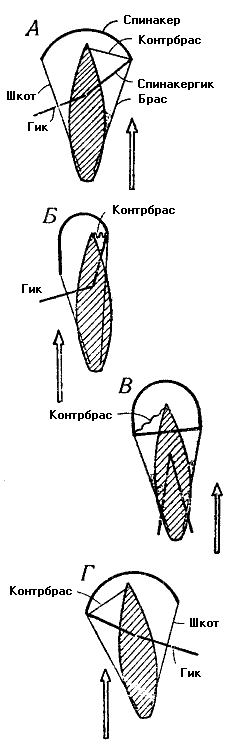 А
Спинакер
Контрбрас
Спинакергик
Брас
Шкот
Гик
Б
Контрбрас
Гик
В
Контрбрас
Г
Контрбрас
Шкот
Гик